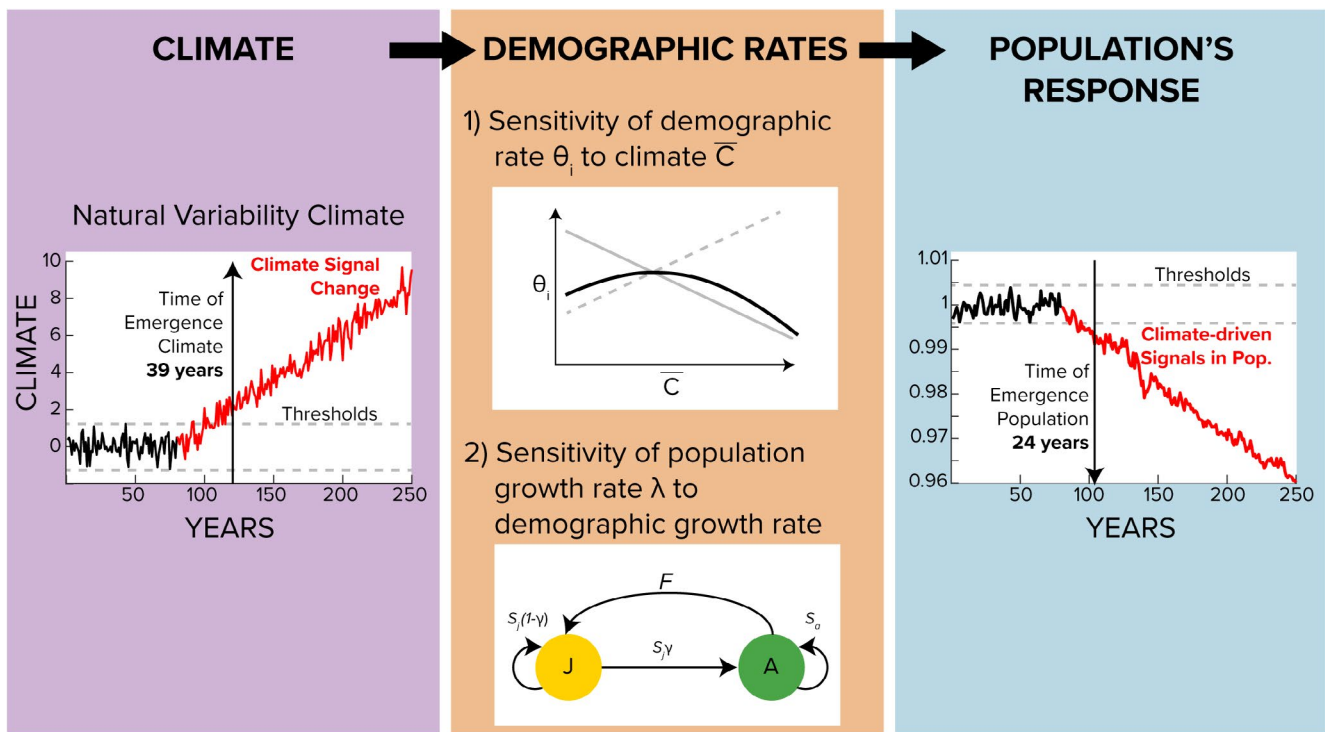 CLIMATE
DEMOGRAPHIC RATES
POPULATION'S
RESPONSE
Natural Variability Climate
10
8
6
4
2
0
CLIMATE
Climate Signal
Change
Time of
Emergence
Climate
39 years
Thresholds
50
100
150
200
250
YEARS
1) Sensitivity of demographic
rate θi to climate C̅
θi
C̅
2) Sensitivity of population
growth rate λ to
demographic growth rate
F
Sj(1-γ)
Sa
J
Sjγ
A
1.01
1
0.99
0.98
0.97
0.96
Thresholds
Climate-driven
Signals in Pop.
Time of
Emergence
Population
24 years
50
100
150
200
250
YEARS